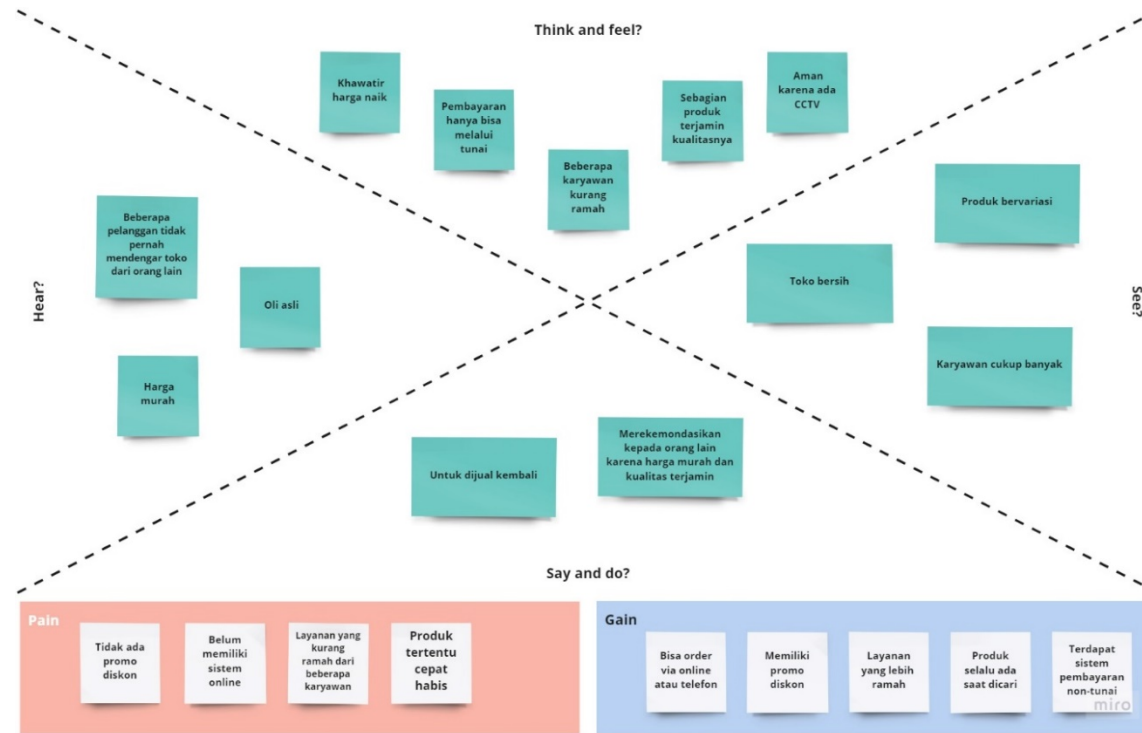 Think and feel?
Khawatir
harga naik
Pembayaran
hanya bisa
melalui
tunai
Beberapa
karyawan
kurang
ramah
Sebagian
produk
terjamin
kualitasnya
Aman
karena ada
CCTV
Hear?
Beberapa
pelanggan tidak
pernah
mendengar toko
dari orang lain
Oli asli
Harga
murah
See?
Produk bervariasi
Toko bersih
Karyawan cukup banyak
Untuk dijual kembali
Merekemondasikan
kepada orang lain
karena harga murah dan
kualitas terjamin
Say and do?
Pain
Tidak ada
promo
diskon
Belum
memiliki
sistem
online
Layanan yang
kurang
ramah dari
beberapa
karyawan
Produk
tertentu
cepat
habis
Gain
Bisa order
via online
atau telefon
Memiliki
promo
diskon
Layanan
yang lebih
ramah
Produk
selalu ada
saat dicari
Terdapat
sistem
pembayaran
non-tunai
miro